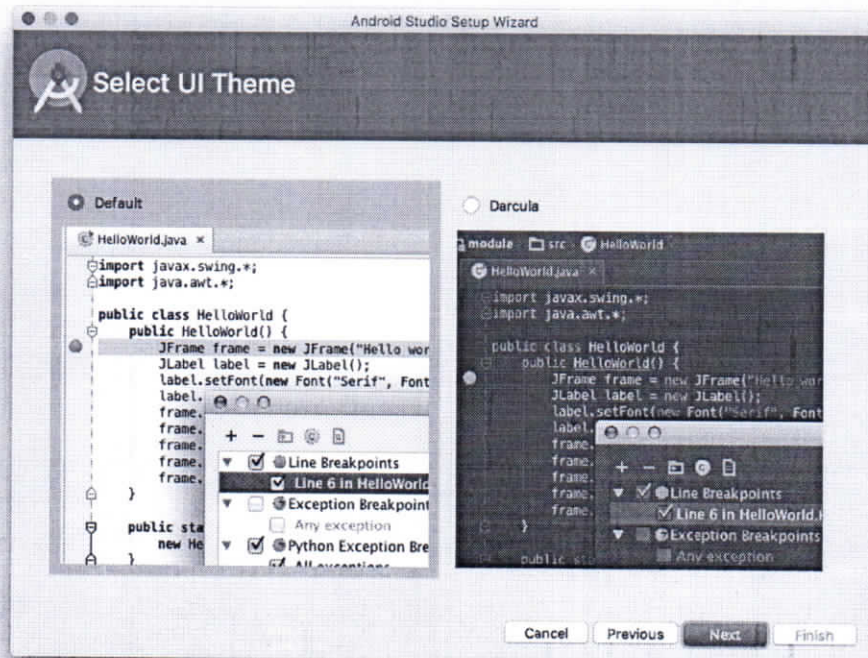 Android Studio Setup Wizard
Select UI Theme
Default
HelloWorld.java ×
import javax.swing.*;
import java.awt.*;
public class HelloWorld {
public HelloWorld() {
JFrame frame = new JFrame("Hello wor
JLabel label = new JLabel();
label.setFont(new Font("Serif", Font
label.
frame.
frame.
frame.
frame.
frame.
}
public sta
new He
}
+ −
Line Breakpoints
Line 6 in HelloWorld
Exception Breakpoint
Any exception
Python Exception Bre
All exceptions
Darcula
module src HelloWorld
HelloWorld.java ×
import javax.swing.*;
import java.awt.*;
public class HelloWorld {
public HelloWorld() {
JFrame frame = new JFrame("Hello wor
JLabel label = new JLabel();
label.setFont(new Font("Serif", Font
label.
frame.
frame.
frame.
frame.
frame.
}
public sta
+ −
Line Breakpoints
Line 6 in HelloWorld.
Exception Breakpoints
Any exception
Cancel
Previous
Next
Finish